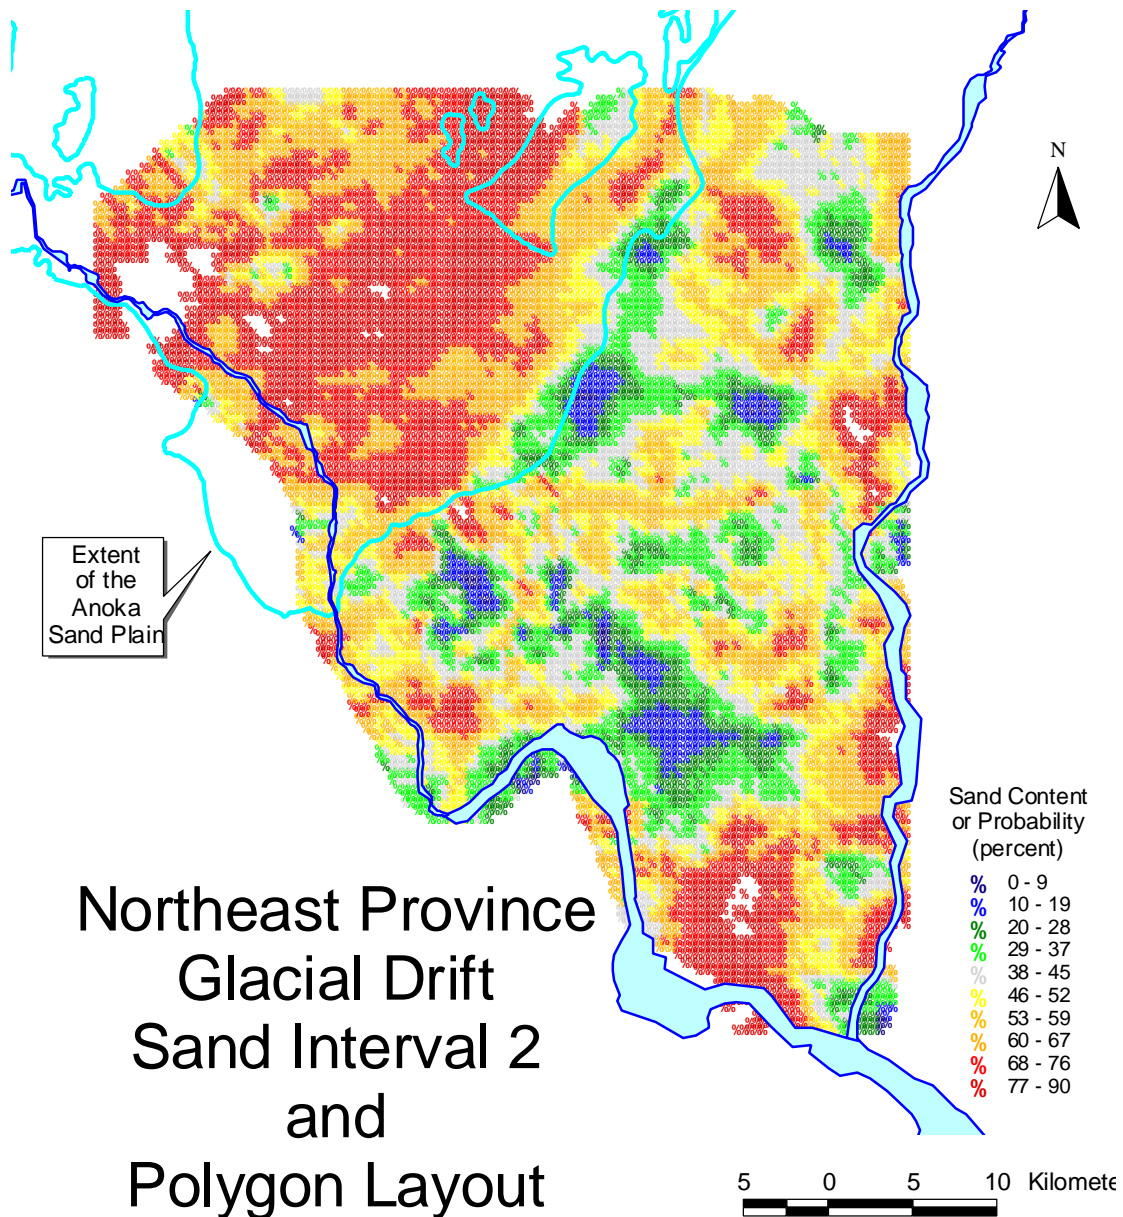 N
Extent
of the
Anoka
Sand Plain
Sand Content
or Probability
(percent)
% 0 - 9
% 10 - 19
% 20 - 28
% 29 - 37
% 38 - 45
% 46 - 52
% 53 - 59
% 60 - 67
% 68 - 76
% 77 - 90
Northeast Province
Glacial Drift
Sand Interval 2
and
Polygon Layout
5 0 5 10 Kilomete